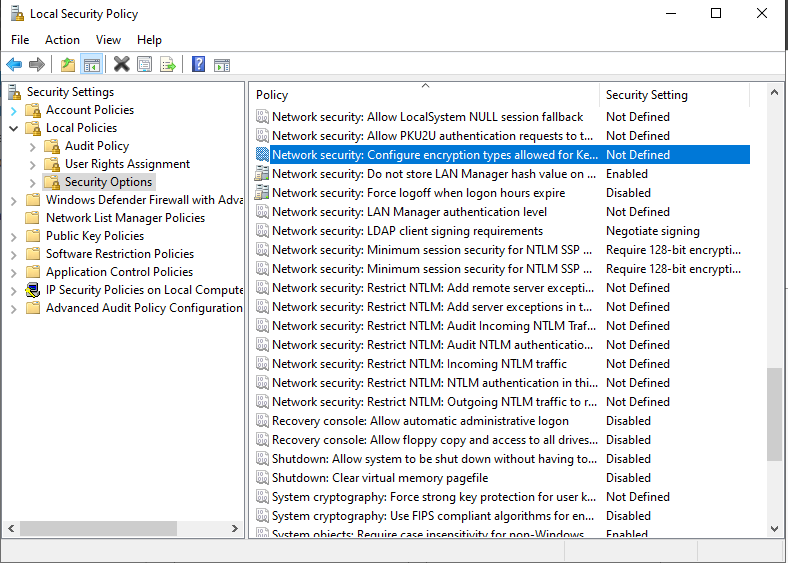 Local Security Policy
File Action View Help
Security Settings
Account Policies
Local Policies
Audit Policy
User Rights Assignment
Security Options
Windows Defender Firewall with Adva
Network List Manager Policies
Public Key Policies
Software Restriction Policies
Application Control Policies
IP Security Policies on Local Compute
Advanced Audit Policy Configuration
Policy Security Setting
Network security: Allow LocalSystem NULL session fallback Not Defined
Network security: Allow PKU2U authentication requests to t... Not Defined
Network security: Configure encryption types allowed for Ke... Not Defined
Network security: Do not store LAN Manager hash value on ... Enabled
Network security: Force logoff when logon hours expire Disabled
Network security: LAN Manager authentication level Not Defined
Network security: LDAP client signing requirements Negotiate signing
Network security: Minimum session security for NTLM SSP ... Require 128-bit encrypti...
Network security: Minimum session security for NTLM SSP ... Require 128-bit encrypti...
Network security: Restrict NTLM: Add remote server excepti... Not Defined
Network security: Restrict NTLM: Add server exceptions in t... Not Defined
Network security: Restrict NTLM: Audit Incoming NTLM Traf... Not Defined
Network security: Restrict NTLM: Audit NTLM authenticatio... Not Defined
Network security: Restrict NTLM: Incoming NTLM traffic Not Defined
Network security: Restrict NTLM: NTLM authentication in thi... Not Defined
Network security: Restrict NTLM: Outgoing NTLM traffic to r... Not Defined
Recovery console: Allow automatic administrative logon Disabled
Recovery console: Allow floppy copy and access to all drives... Disabled
Shutdown: Allow system to be shut down without having to... Disabled
Shutdown: Clear virtual memory pagefile Disabled
System cryptography: Force strong key protection for user k... Not Defined
System cryptography: Use FIPS compliant algorithms for en... Disabled
System objects: Require case insensitivity for non-Windows Enabled